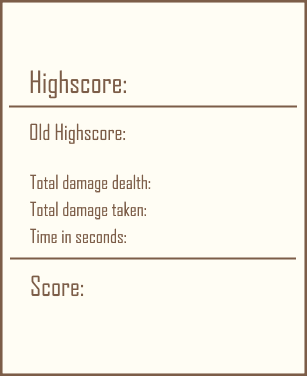 Highscore:
Old Highscore:
Total damage dealth:
Total damage taken:
Time in seconds:
Score: